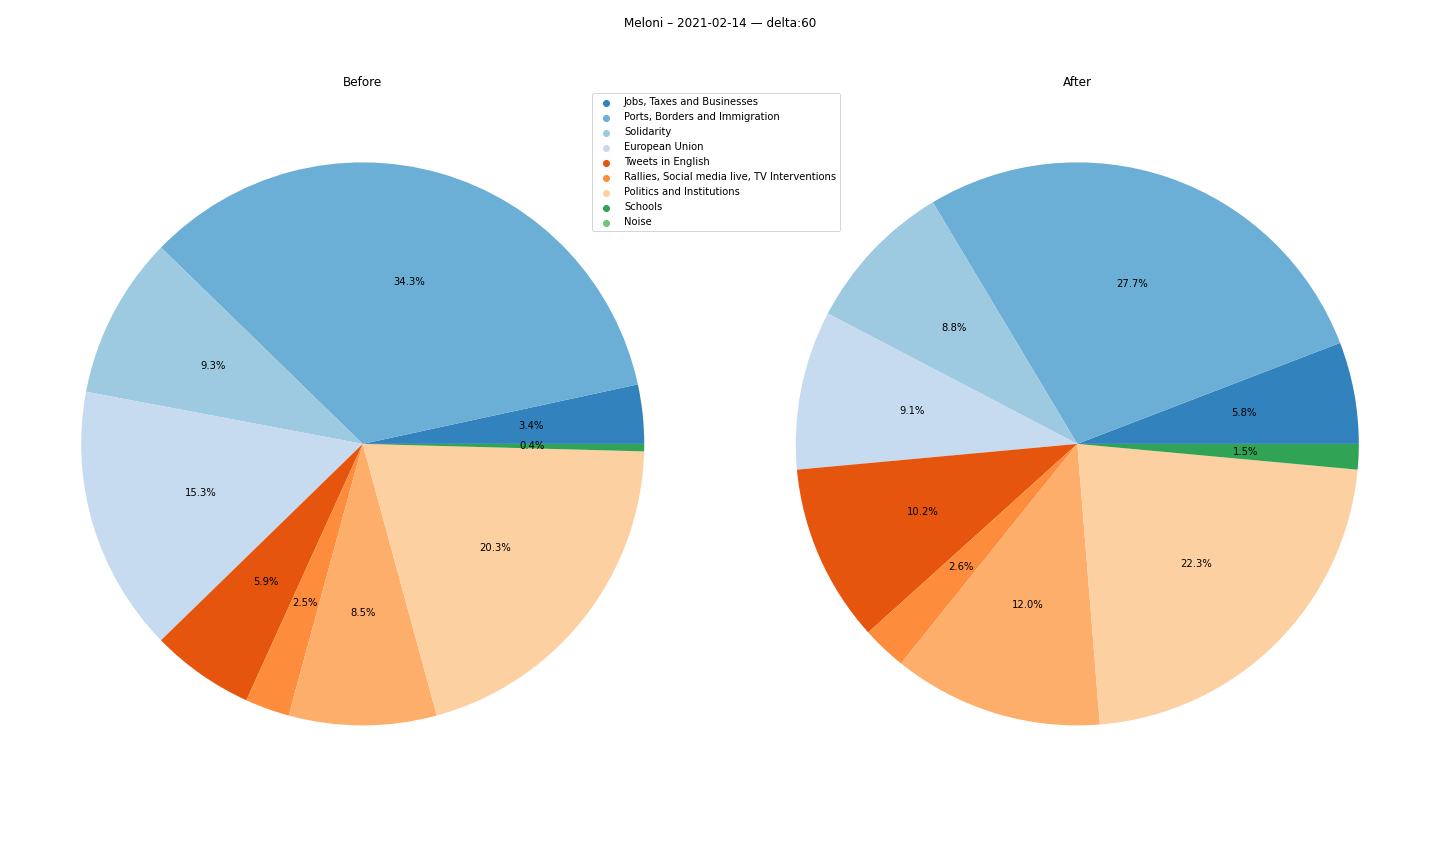 Meloni – 2021-02-14 — delta:60
Before
After
Jobs, Taxes and Businesses
Ports, Borders and Immigration
Solidarity
European Union
Tweets in English
Rallies, Social media live, TV Interventions
Politics and Institutions
Schools
Noise
34.3%
9.3%
3.4%
0.4%
15.3%
5.9%
2.5%
8.5%
20.3%
27.7%
8.8%
9.1%
5.8%
1.5%
10.2%
2.6%
12.0%
22.3%